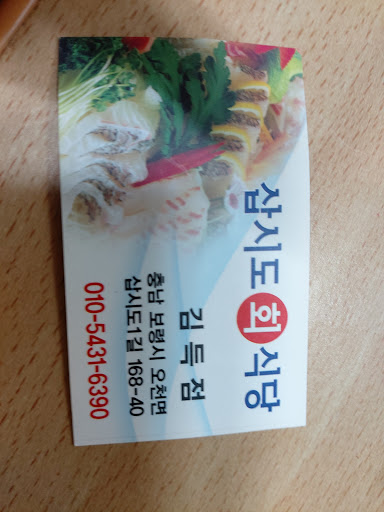 삽시도회식당
김득점
충남 보령시 오천면
삽시도1길 168-40
010-5431-6390